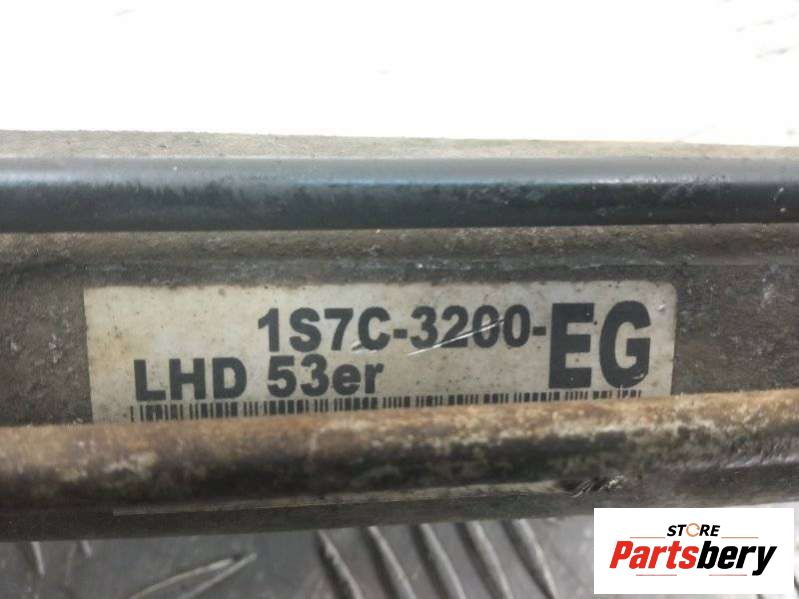 1S7C-3200-EG
LHD 53er
STORE
Partsbery